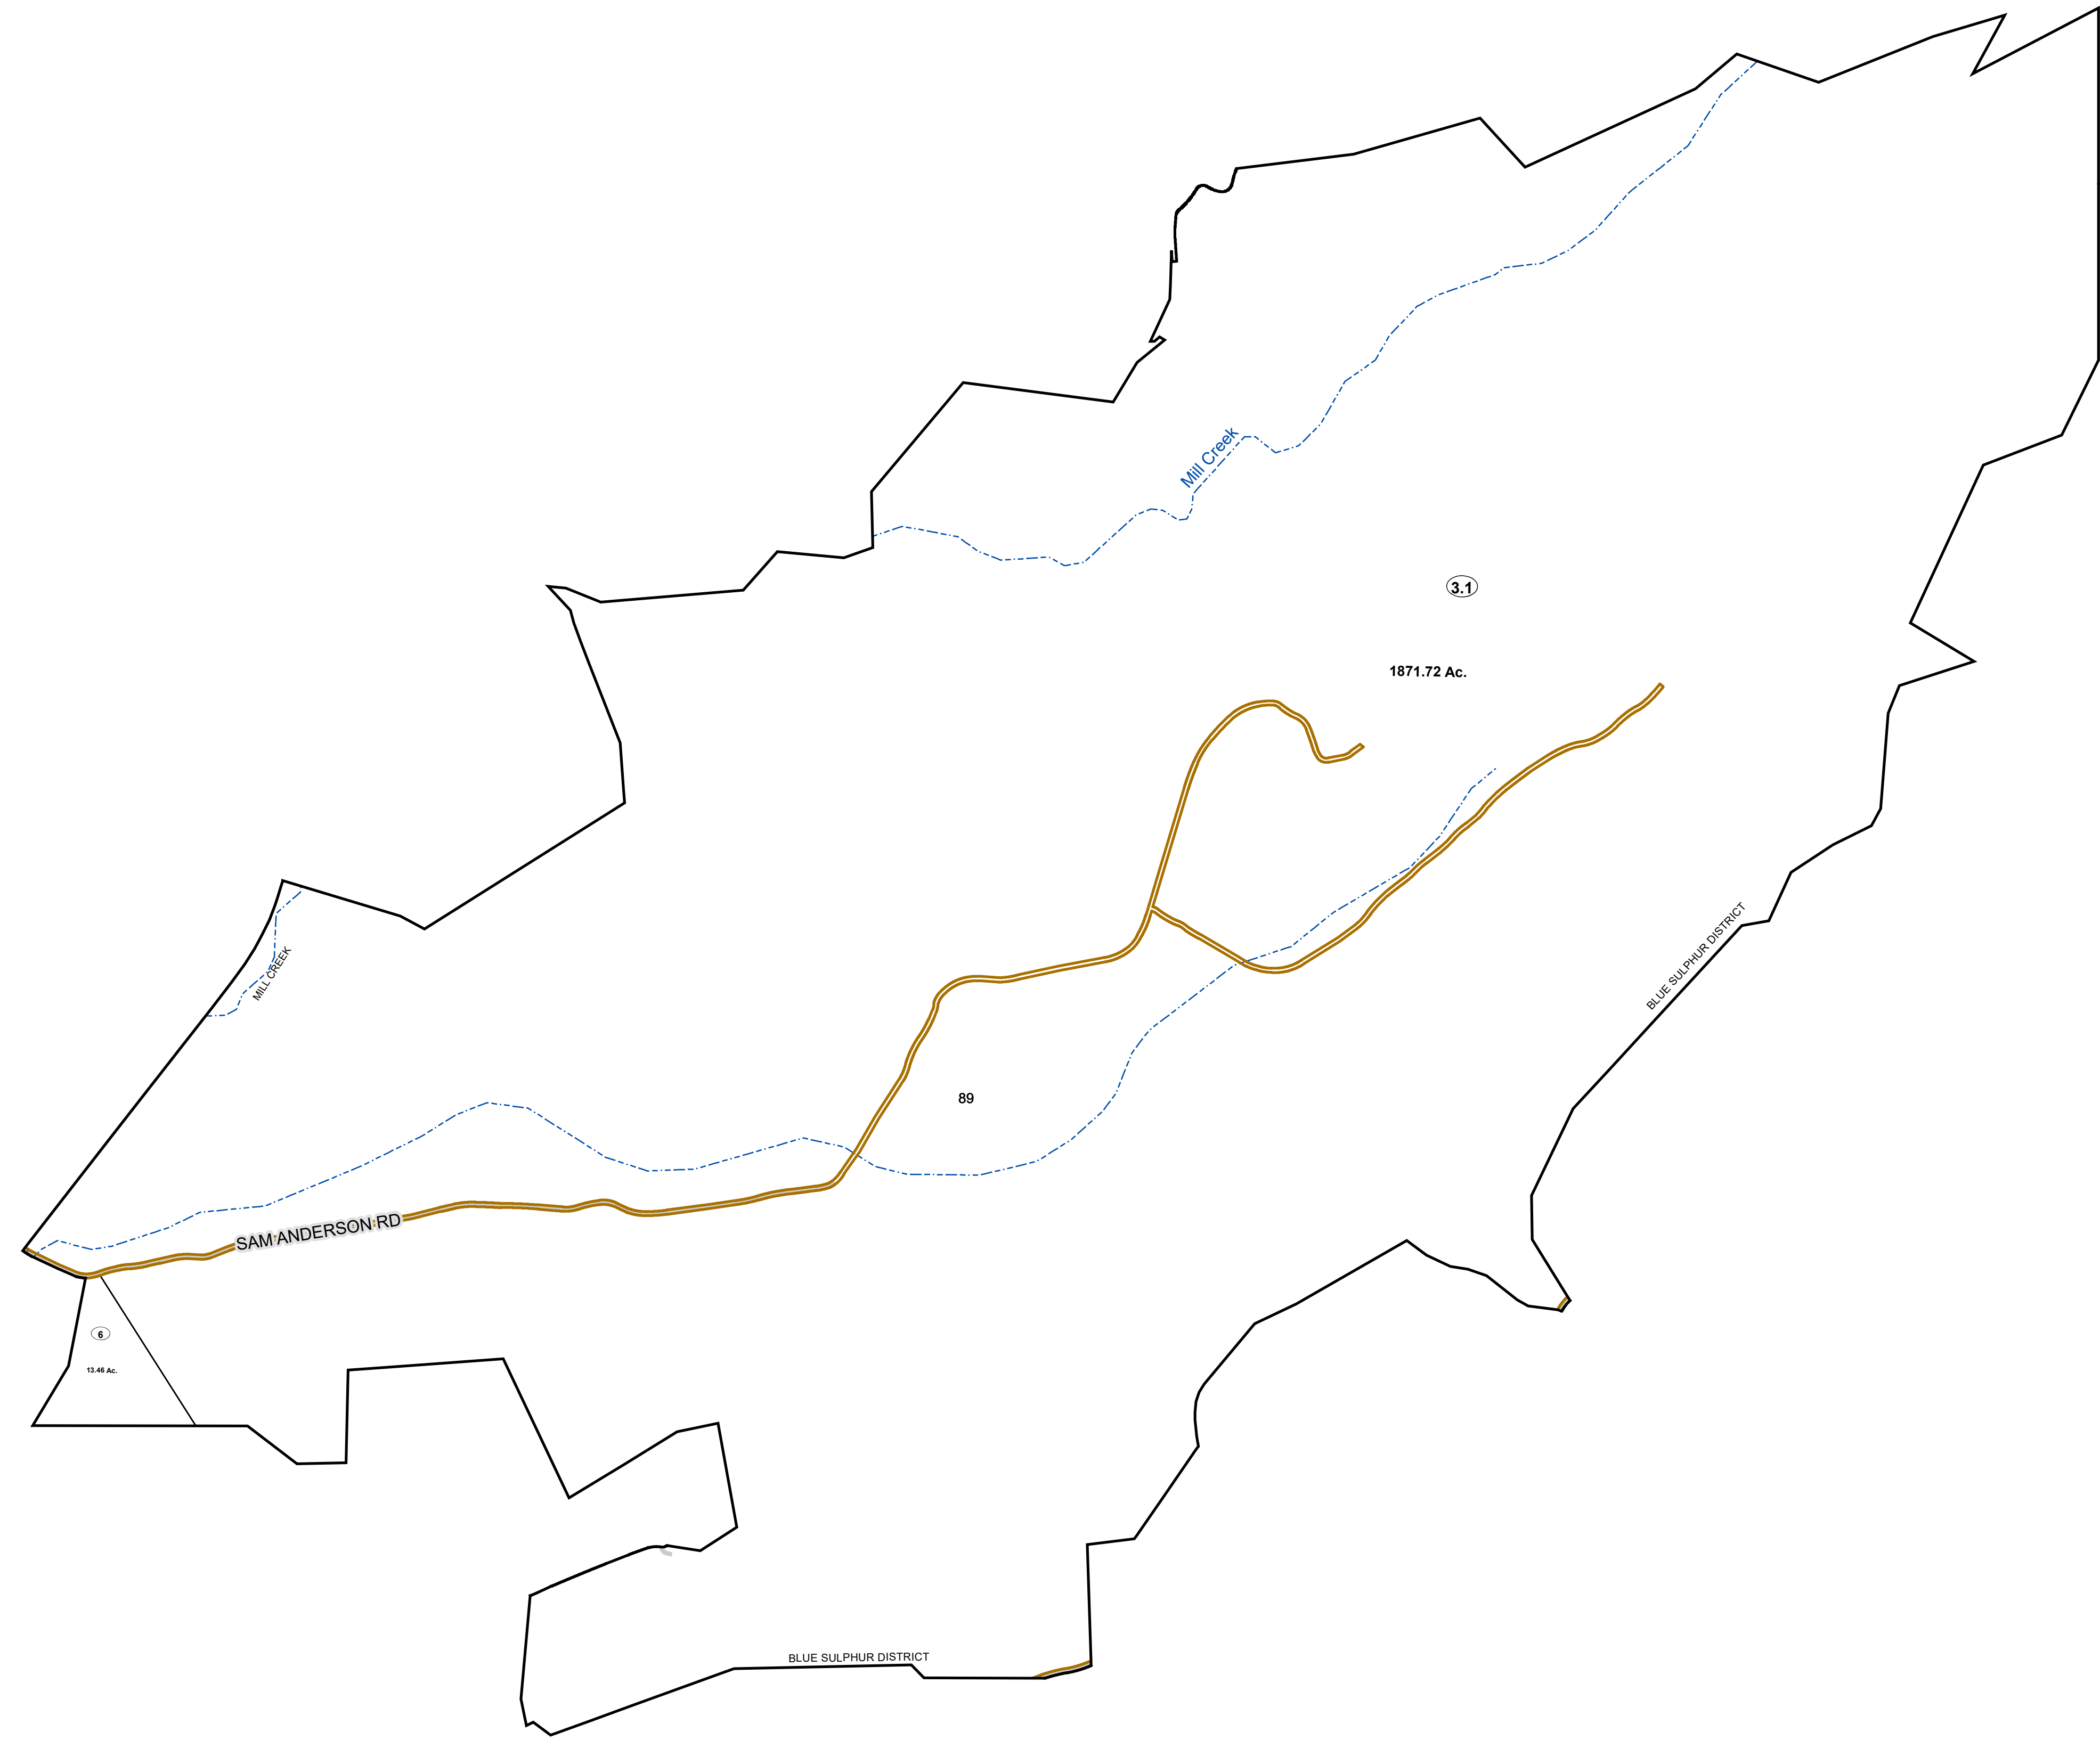 Mill Creek
3.1
1871.72 Ac.
MILL CREEK
BLUE SULPHUR DISTRICT
89
SAM ANDERSON RD
6
13.46 Ac.
BLUE SULPHUR DISTRICT